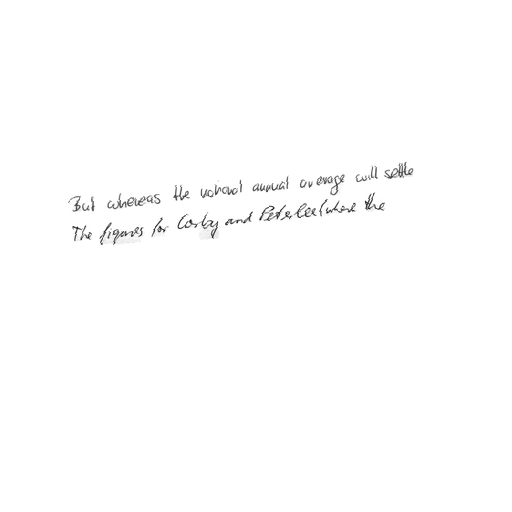 But whereas the national annual average will settle
The figures for Corby and Peterlee (where the